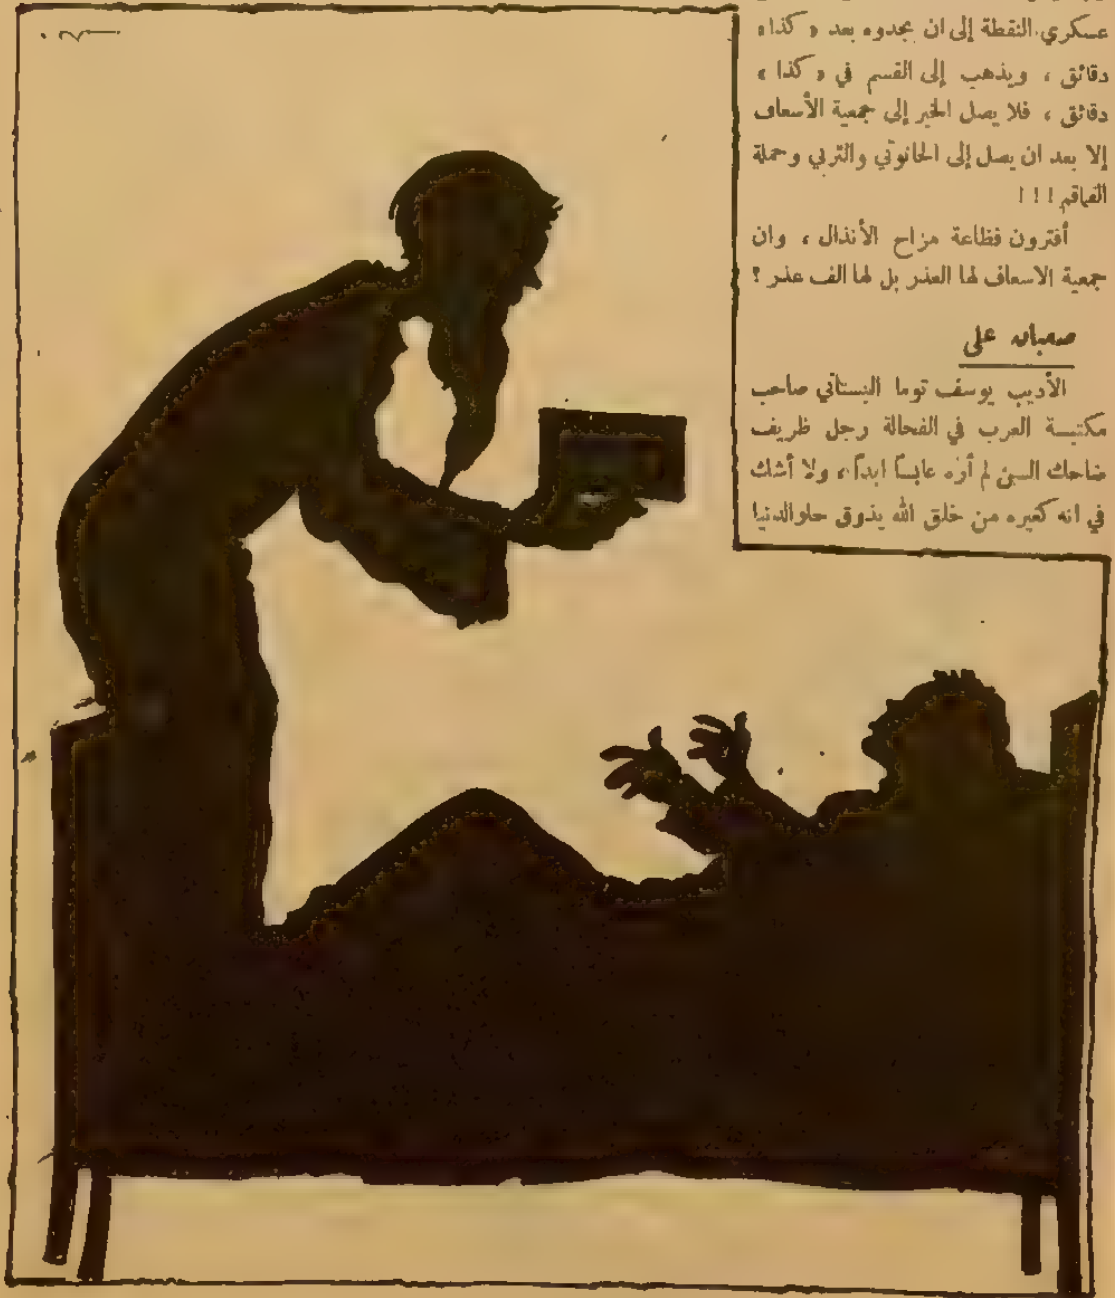 عسكري النقطة إلى ان يجدوه بعد « كذا »
دقائق ، ويذهب إلى القسم في « كذا »
دقائق ، فلا يصل الخبر إلى جمعية الأسعاف
إلا بعد ان يصل إلى الحانوتي والتربي وحملة
القماقم ! ! !
أفترون فظاعة مزاح الأنذال ، وان
جمعية الاسعاف لها العذر بل لها الف عذر ؟
صعبان على
الأديب يوسف توما البستاني صاحب
مكتبة العرب في الفجالة رجل ظريف
ضاحك السن لم أره عابساً ابداً ، ولا أشك
في انه كغيره من خلق الله يذوق حلو الدنيا